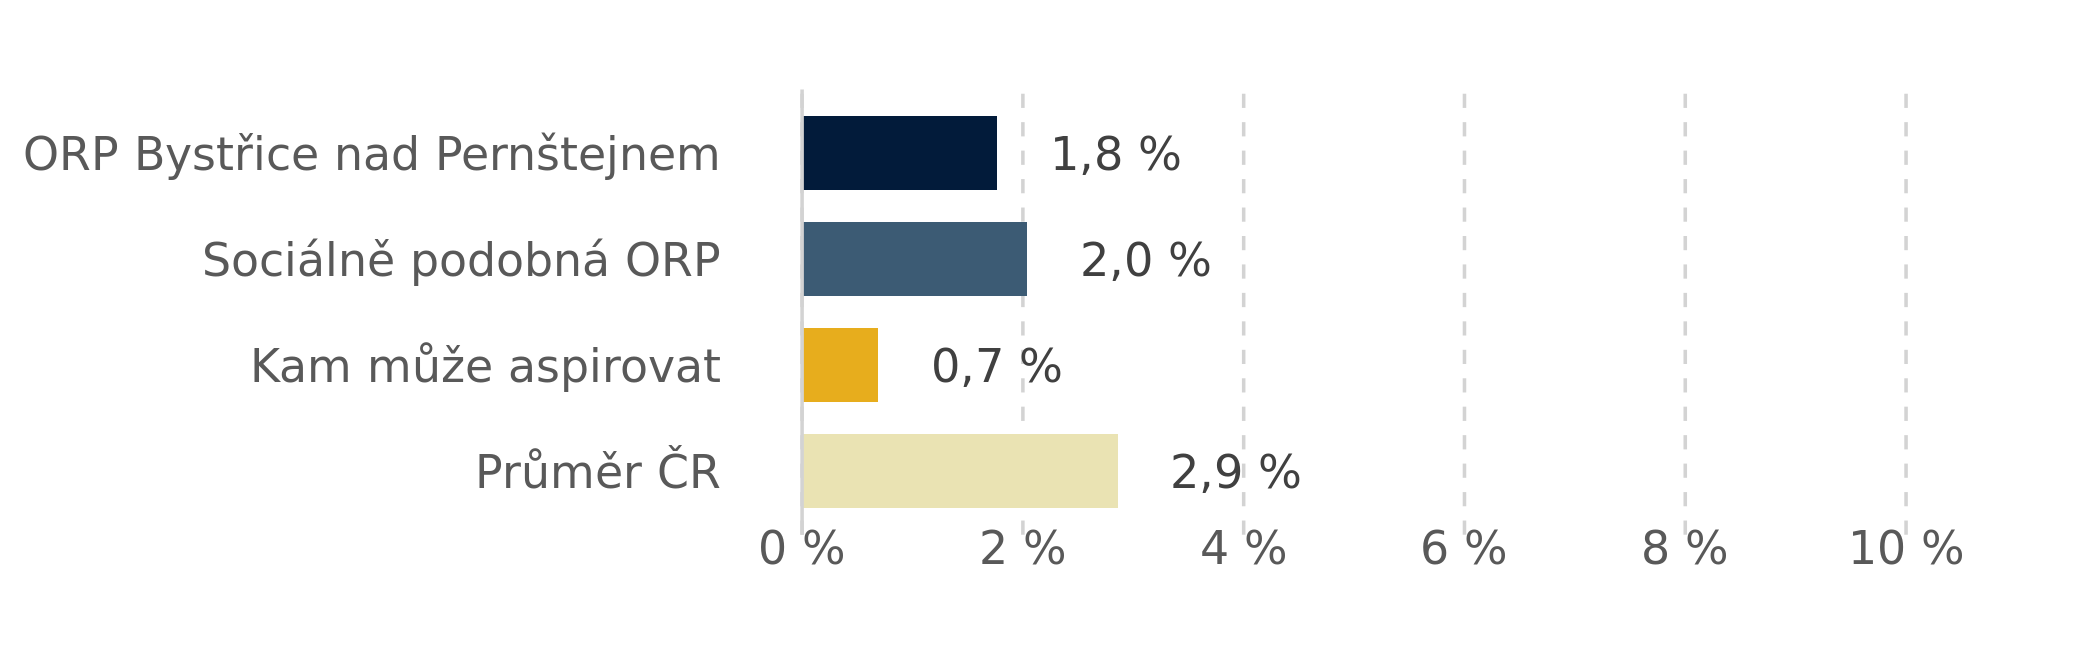 ORP Bystřice nad Pernštejnem 1,8 %
Sociálně podobná ORP 2,0 %
Kam může aspirovat 0,7 %
Průměr ČR 2,9 %
0 % 2 % 4 % 6 % 8 % 10 %